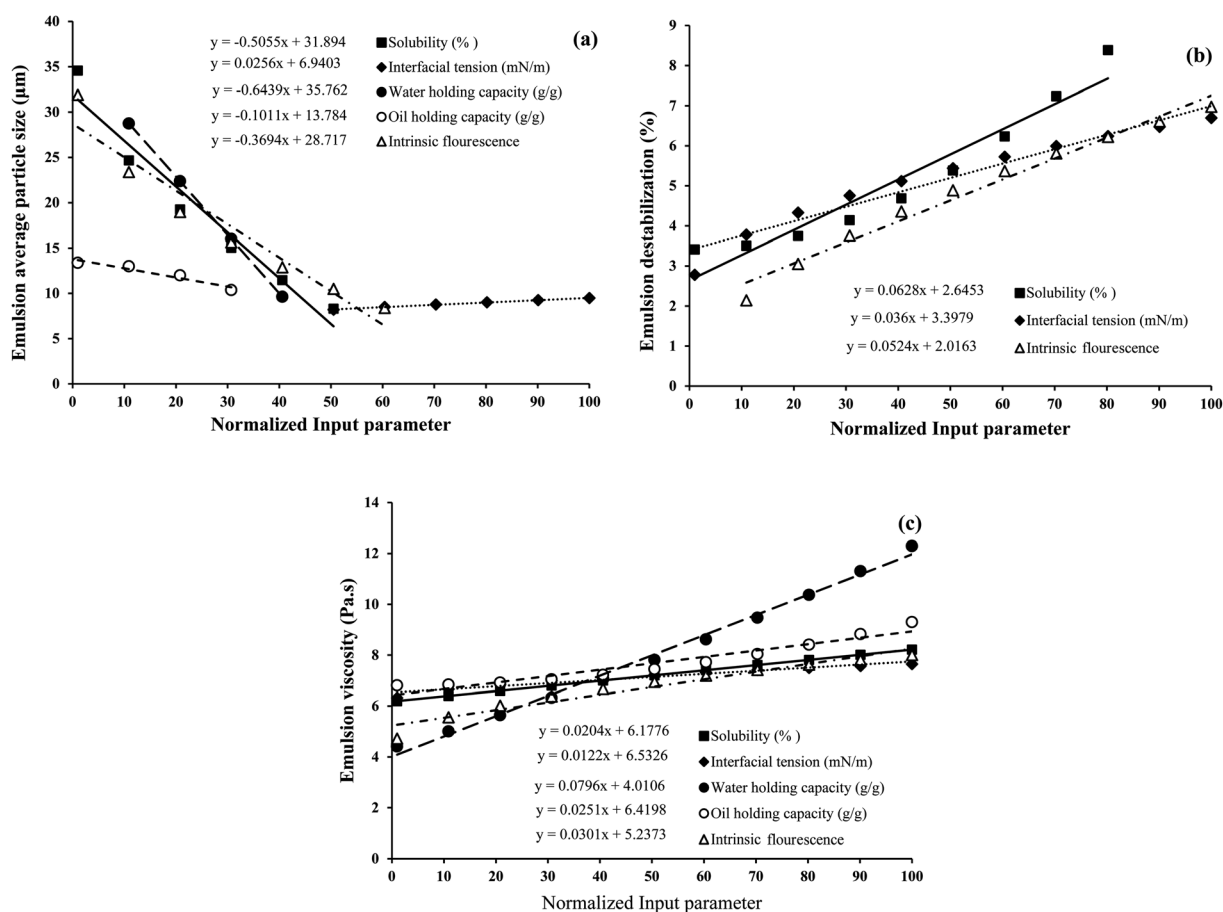 (a)
Emulsion average particle size (µm)
40
35
30
25
20
15
10
5
0
y = -0.5055x + 31.894 Solubility (% )
y = 0.0256x + 6.9403 Interfacial tension (mN/m)
y = -0.6439x + 35.762 Water holding capacity (g/g)
y = -0.1011x + 13.784 Oil holding capacity (g/g)
y = -0.3694x + 28.717 Intrinsic flourescence
0 10 20 30 40 50 60 70 80 90 100
Normalized Input parameter
(b)
Emulsion destabilization (%)
9
8
7
6
5
4
3
2
1
0
y = 0.0628x + 2.6453 Solubility (% )
y = 0.036x + 3.3979 Interfacial tension (mN/m)
y = 0.0524x + 2.0163 Intrinsic flourescence
0 10 20 30 40 50 60 70 80 90 100
Normalized Input parameter
(c)
Emulsion viscosity (Pa.s)
14
12
10
8
6
4
2
0
y = 0.0204x + 6.1776 Solubility (% )
y = 0.0122x + 6.5326 Interfacial tension (mN/m)
y = 0.0796x + 4.0106 Water holding capacity (g/g)
y = 0.0251x + 6.4198 Oil holding capacity (g/g)
y = 0.0301x + 5.2373 Intrinsic flourescence
0 10 20 30 40 50 60 70 80 90 100
Normalized Input parameter